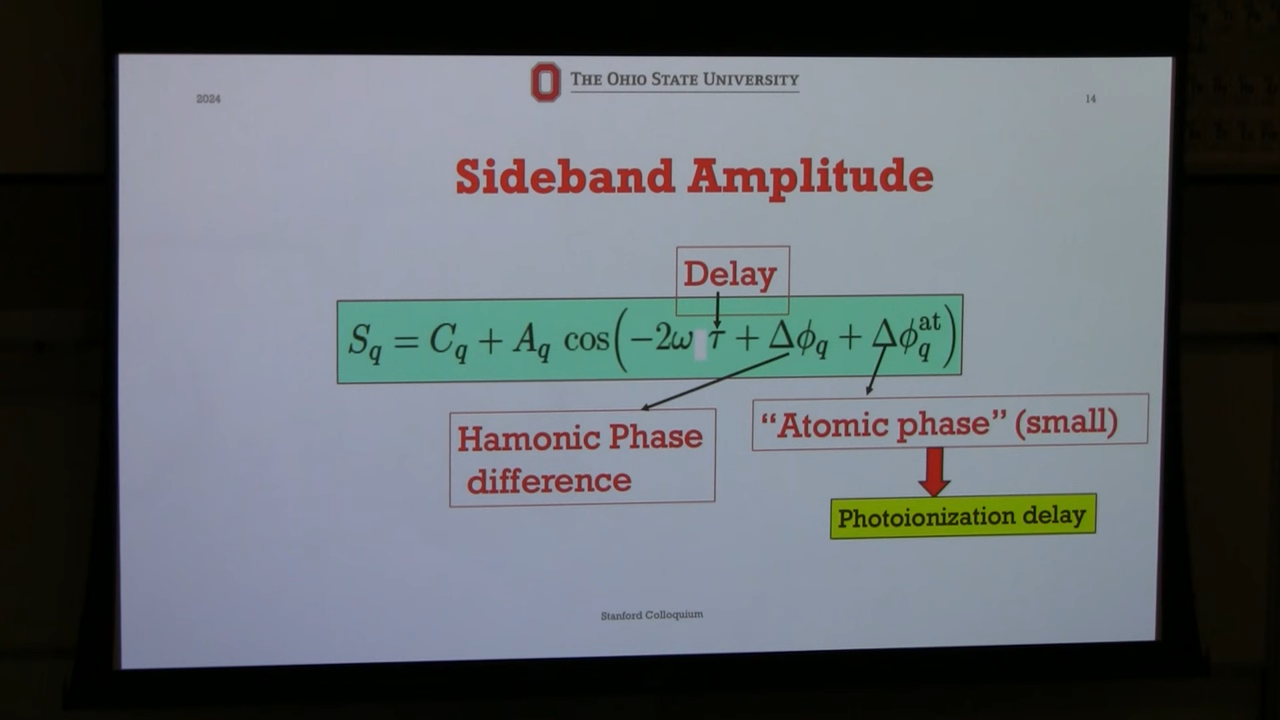 THE OHIO STATE UNIVERSITY
2024
14
Sideband Amplitude
Delay
S_q = C_q + A_q cos(−2ω τ + Δϕ_q + Δϕ_q^at)
Hamonic Phase
difference
“Atomic phase” (small)
Photoionization delay
Stanford Colloquium